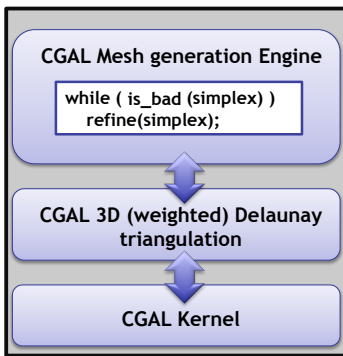 CGAL Mesh generation Engine
while ( is_bad (simplex) )
refine(simplex);
CGAL 3D (weighted) Delaunay
triangulation
CGAL Kernel